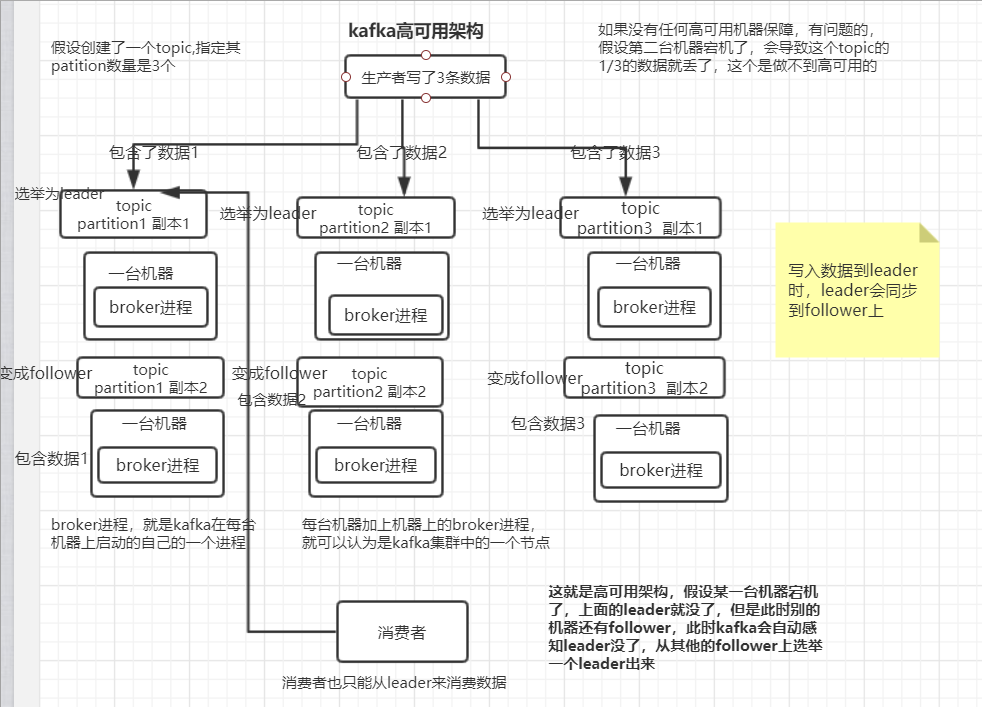 kafka高可用架构
假设创建了一个topic,指定其
patition数量是3个
如果没有任何高可用机器保障，有问题的，
假设第二台机器宕机了，会导致这个topic的
1/3的数据就丢了，这个是做不到高可用的
生产者写了3条数据
包含了数据1
包含了数据2
包含了数据3
选举为leader
topic
partition1 副本1
选举为leader
topic
partition2 副本1
选举为leader
topic
partition3 副本1
一台机器
broker进程
一台机器
broker进程
一台机器
broker进程
写入数据到leader
时，leader会同步
到follower上
变成follower
topic
partition1 副本2
变成follower
topic
partition2 副本2
包含数据2
变成follower
topic
partition3 副本2
包含数据1
一台机器
broker进程
一台机器
broker进程
包含数据3
一台机器
broker进程
broker进程，就是kafka在每台
机器上启动的自己的一个进程
每台机器加上机器上的broker进程，
就可以认为是kafka集群中的一个节点
消费者
消费者也只能从leader来消费数据
这就是高可用架构，假设某一台机器宕机
了，上面的leader就没了，但是此时别的
机器还有follower，此时kafka会自动感
知leader没了，从其他的follower上选举
一个leader出来